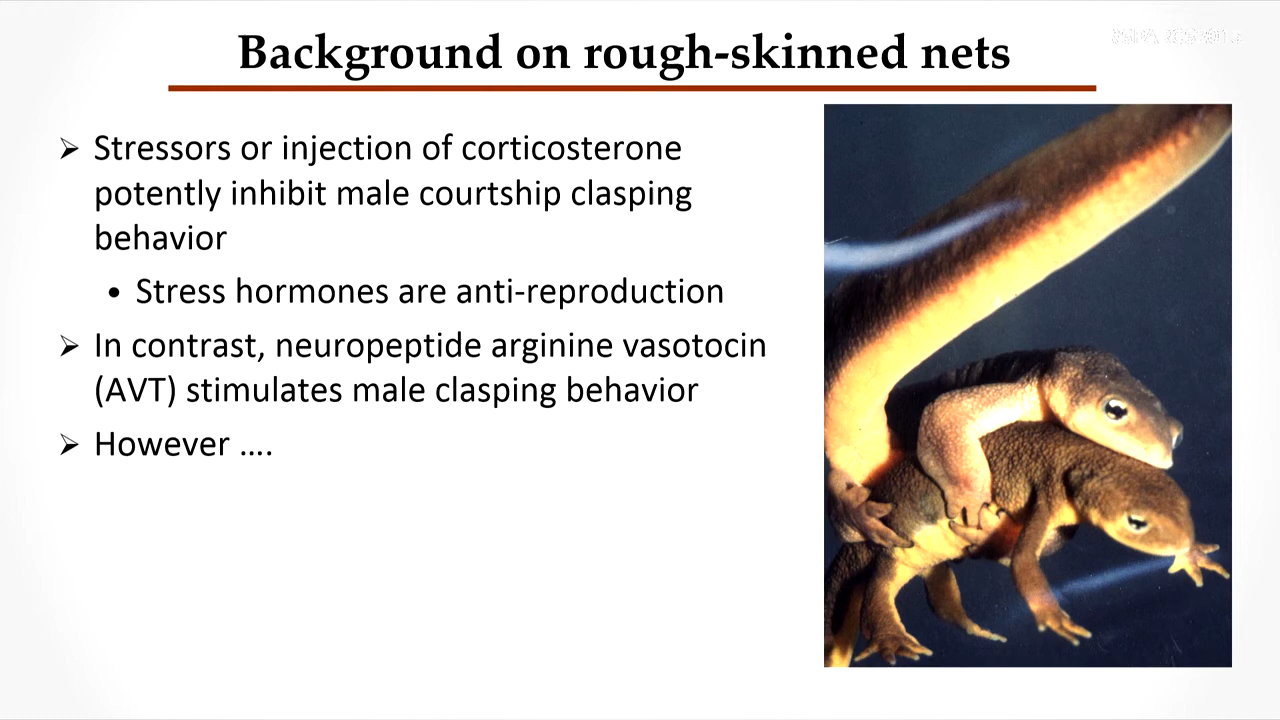 Background on rough-skinned nets
➢ Stressors or injection of corticosterone
potently inhibit male courtship clasping
behavior
• Stress hormones are anti-reproduction
➢ In contrast, neuropeptide arginine vasotocin
(AVT) stimulates male clasping behavior
➢ However ....